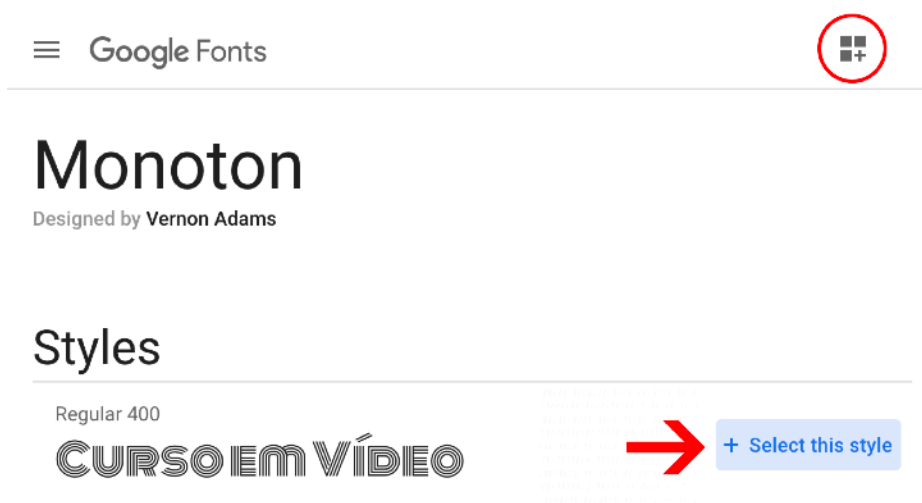 Google Fonts
Monoton
Designed by Vernon Adams
Styles
Regular 400
CURSO EM VÍDEO
+ Select this style